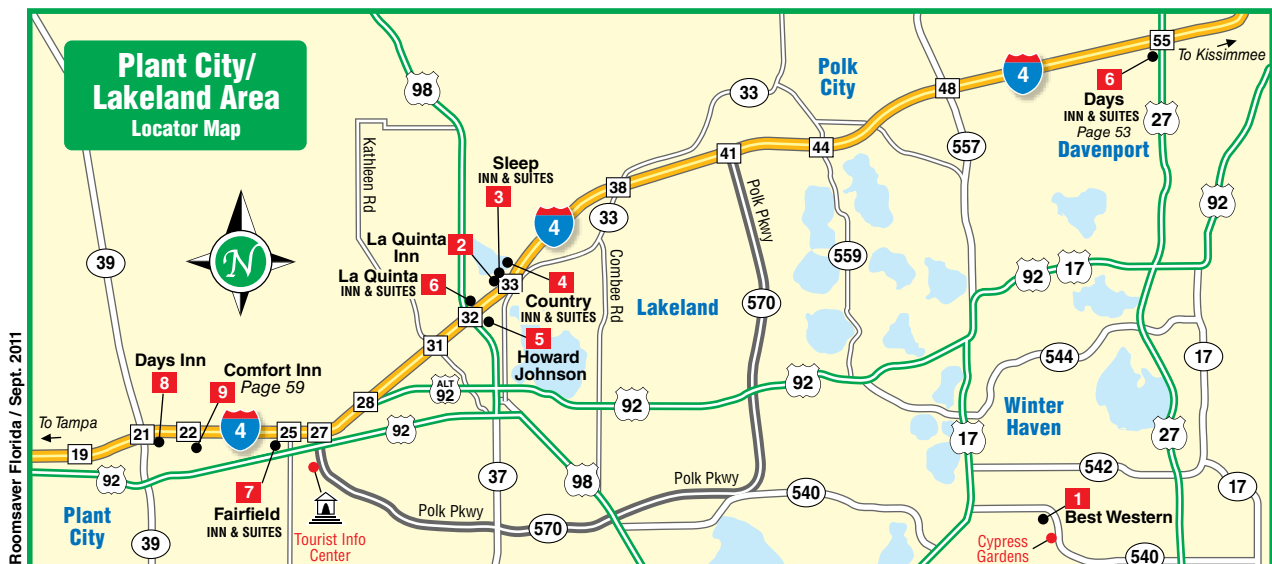 Plant City/
Lakeland Area
Locator Map
N
Roomsaver Florida / Sept. 2011
98
33
Polk
City
48
4
55
To Kissimmee
6
Days
INN & SUITES
Page 53
Davenport
27
Kathleen Rd
Sleep
INN & SUITES
3
38
41
44
557
92
39
La Quinta
Inn
2
4
33
Polk Pkwy
559
92
17
La Quinta
INN & SUITES
6
33
4
Country
INN & SUITES
Combee Rd
Lakeland
570
32
5
Howard
Johnson
31
544
17
Days Inn
8
9
Comfort Inn
Page 59
28
ALT
92
92
92
Winter
Haven
To Tampa
19
21
22
4
25
27
92
17
27
92
7
Fairfield
INN & SUITES
37
98
Polk Pkwy
540
542
17
Plant
City
39
Tourist Info
Center
Polk Pkwy
570
1
Best Western
Cypress
Gardens
540